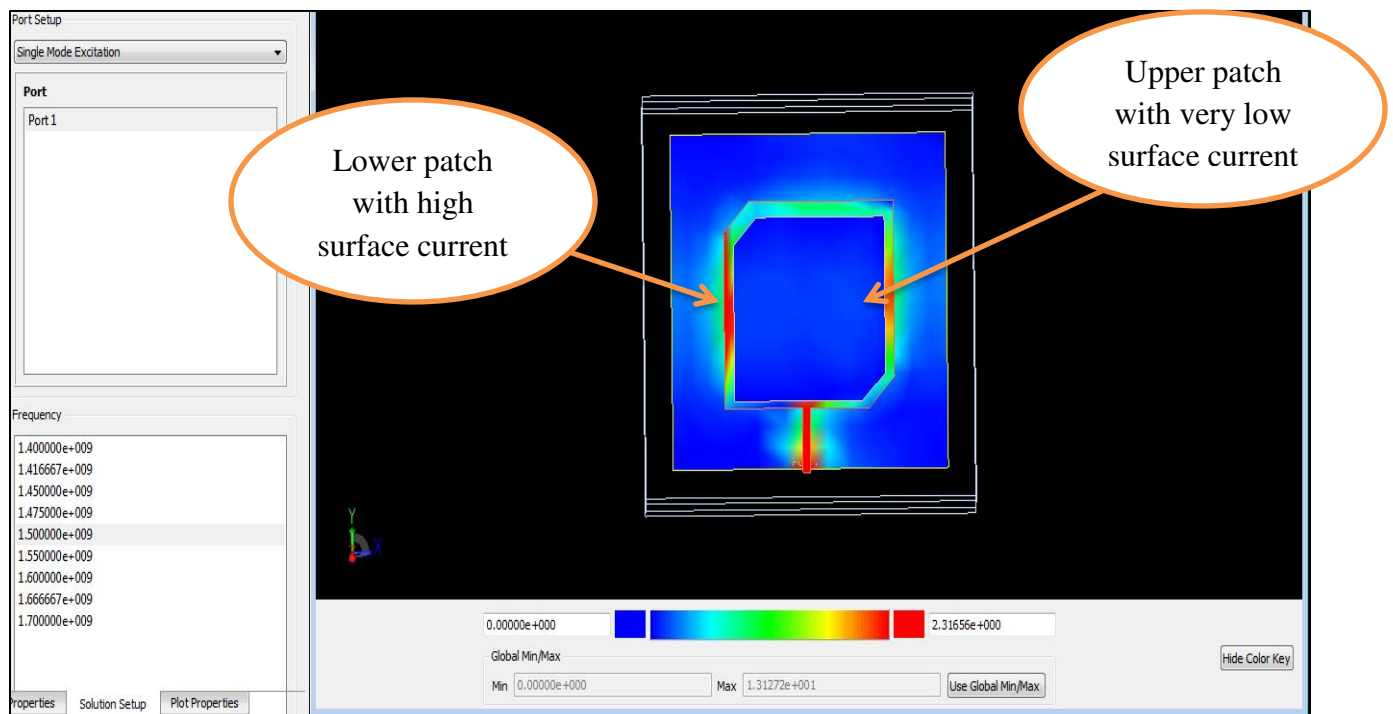 Port Setup
Single Mode Excitation
Port
Port 1
Frequency
1.400000e+009
1.416667e+009
1.450000e+009
1.475000e+009
1.500000e+009
1.550000e+009
1.600000e+009
1.666667e+009
1.700000e+009
Properties
Solution Setup
Plot Properties
Lower patch
with high
surface current
Upper patch
with very low
surface current
Y
X
0.00000e+000
2.31656e+000
Global Min/Max
Min 0.00000e+000
Max 1.31272e+001
Use Global Min/Max
Hide Color Key